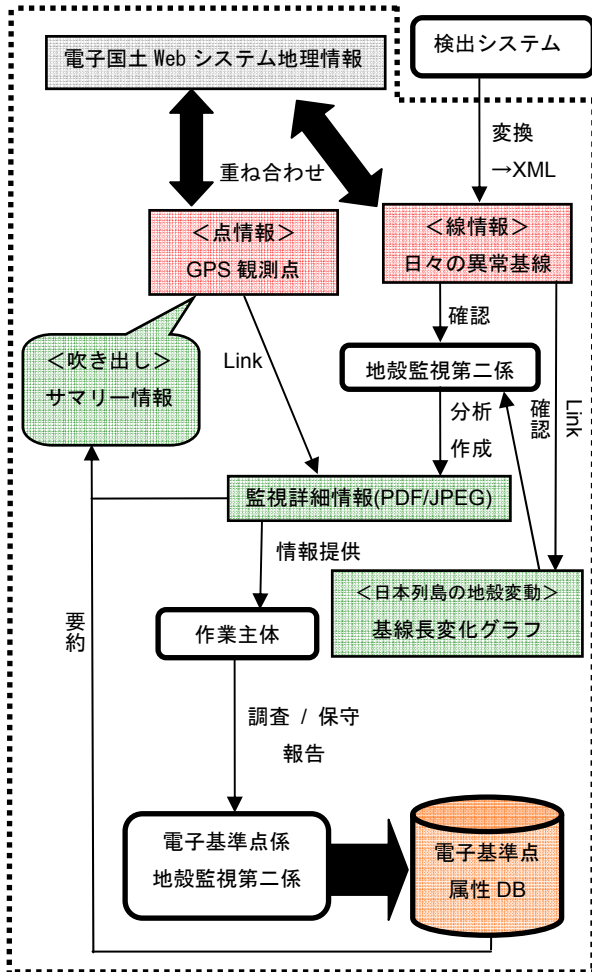 電子国土 Web システム地理情報
検出システム
変換
→XML
重ね合わせ
＜点情報＞
GPS 観測点
＜線情報＞
日々の異常基線
＜吹き出し＞
サマリー情報
Link
確認
地殻監視第二係
分析
作成
確認
Link
監視詳細情報(PDF/JPEG)
情報提供
＜日本列島の地殻変動＞
基線長変化グラフ
要約
作業主体
調査 / 保守
報告
電子基準点係
地殻監視第二係
電子基準点
属性 DB